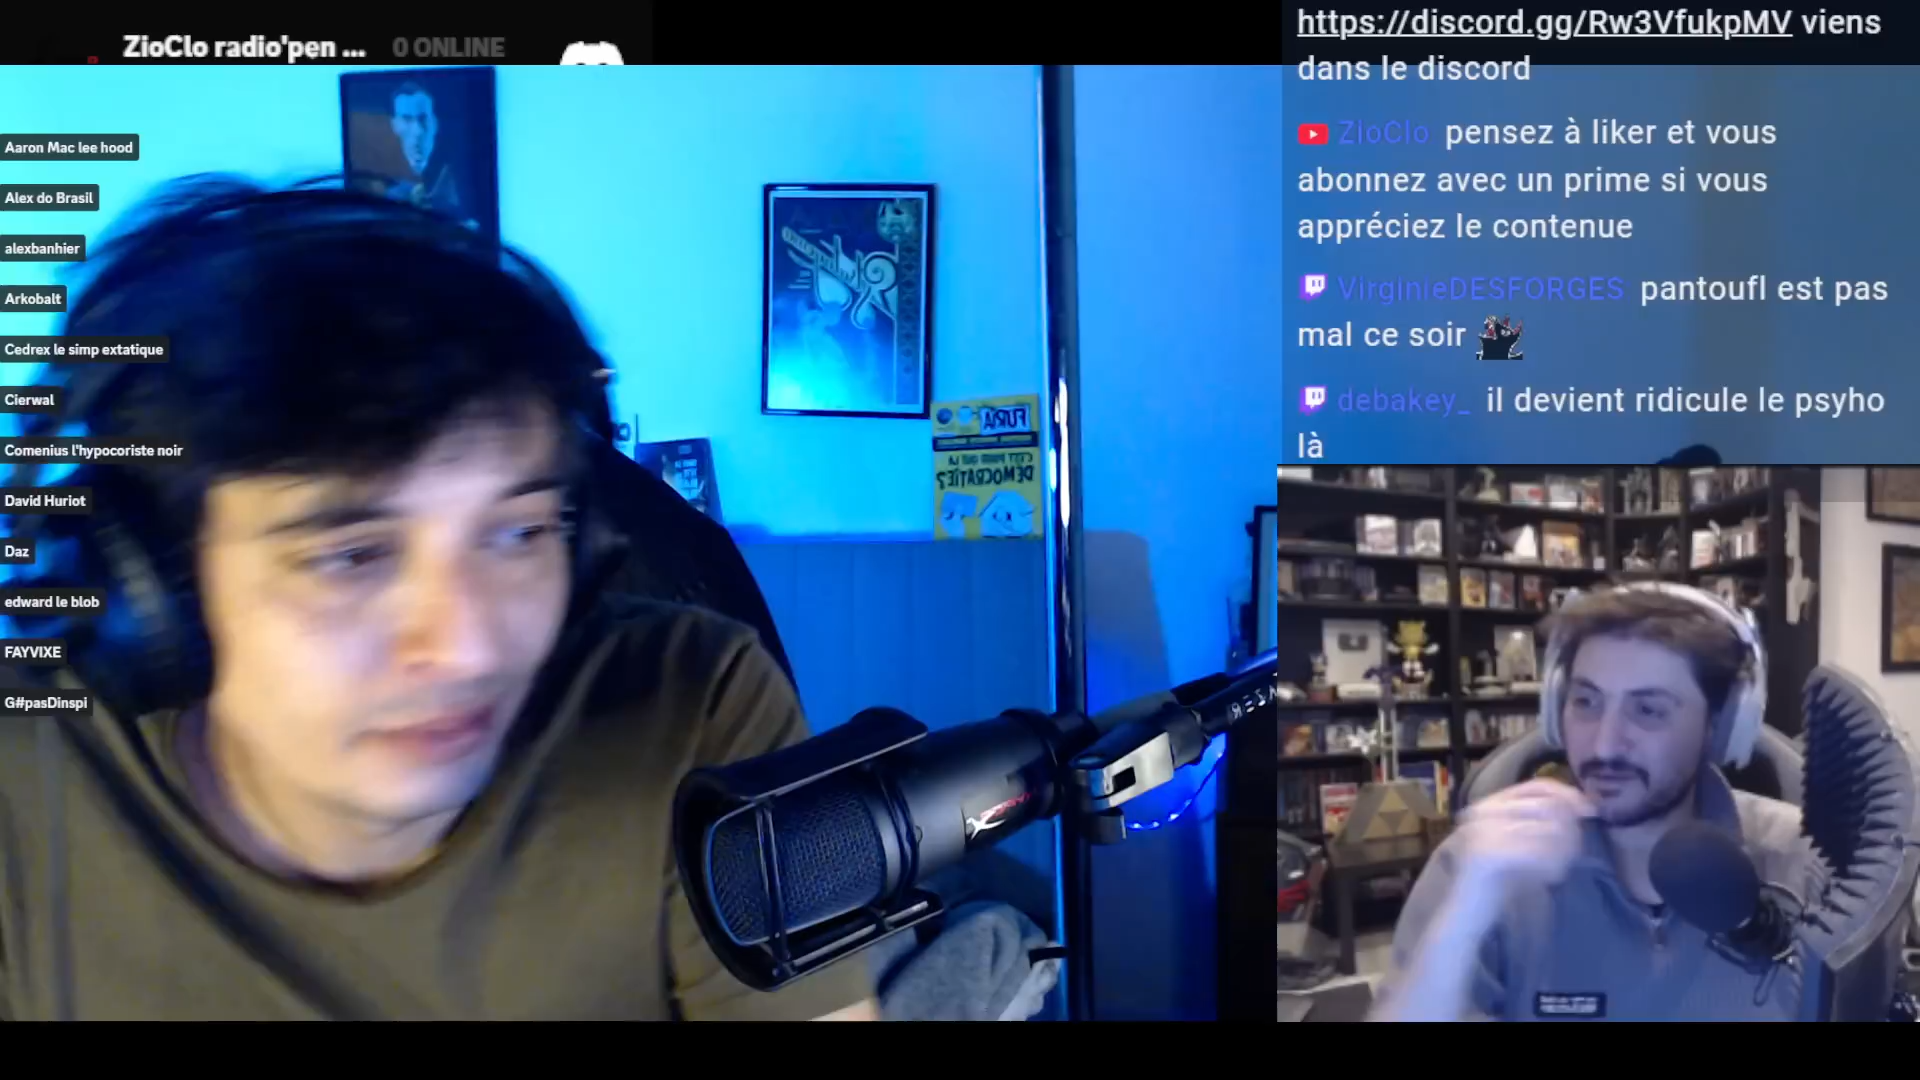 ZioClo radio'pen ... 0 ONLINE
https://discord.gg/Rw3VfukpMV viens
dans le discord
ZioClo pensez à liker et vous
abonnez avec un prime si vous
appréciez le contenue
VirginieDESFORGES pantoufl est pas
mal ce soir
debakey_ il devient ridicule le psyho
là
Aaron Mac lee hood
Alex do Brasil
alexbanhier
Arkobalt
Cedrex le simp extatique
Cierwal
Comenius l'hypocoriste noir
David Huriot
Daz
edward le blob
FAYVIXE
G#pasDinspi
FURIA
DÉMOCRATIE?